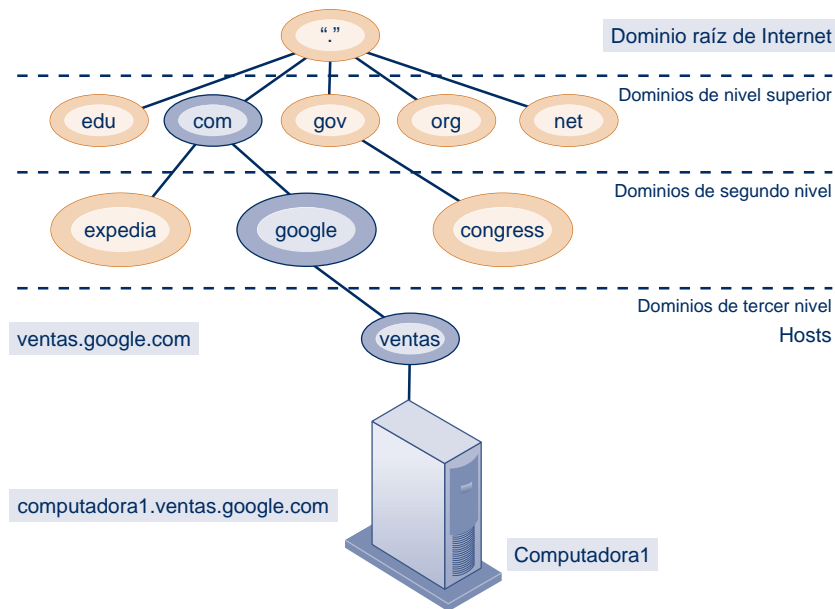 “.”
Dominio raíz de Internet
Dominios de nivel superior
edu
com
gov
org
net
Dominios de segundo nivel
expedia
google
congress
Dominios de tercer nivel
ventas.google.com
ventas
Hosts
computadora1.ventas.google.com
Computadora1